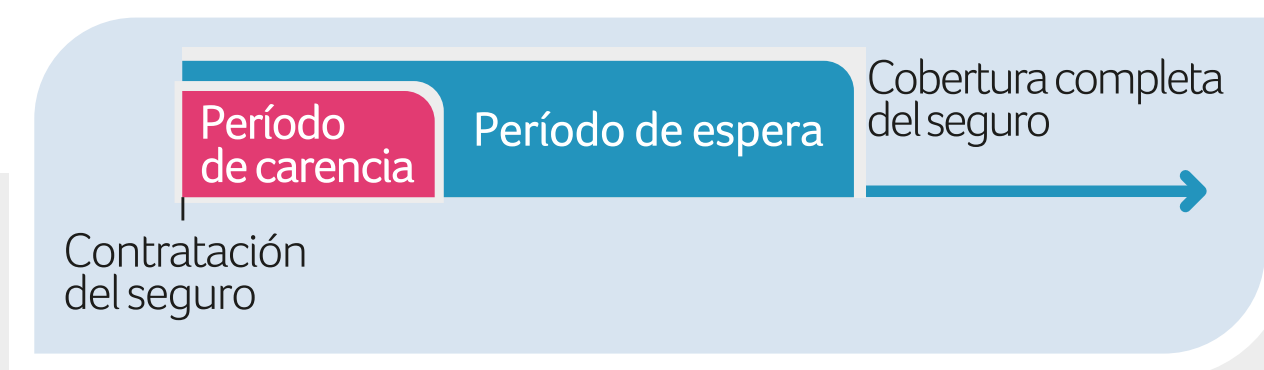 Período
de carencia
Período de espera
Cobertura completa
del seguro
Contratación
del seguro